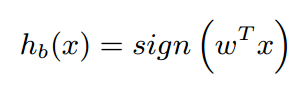 h_b(x) = sign(w^T x)